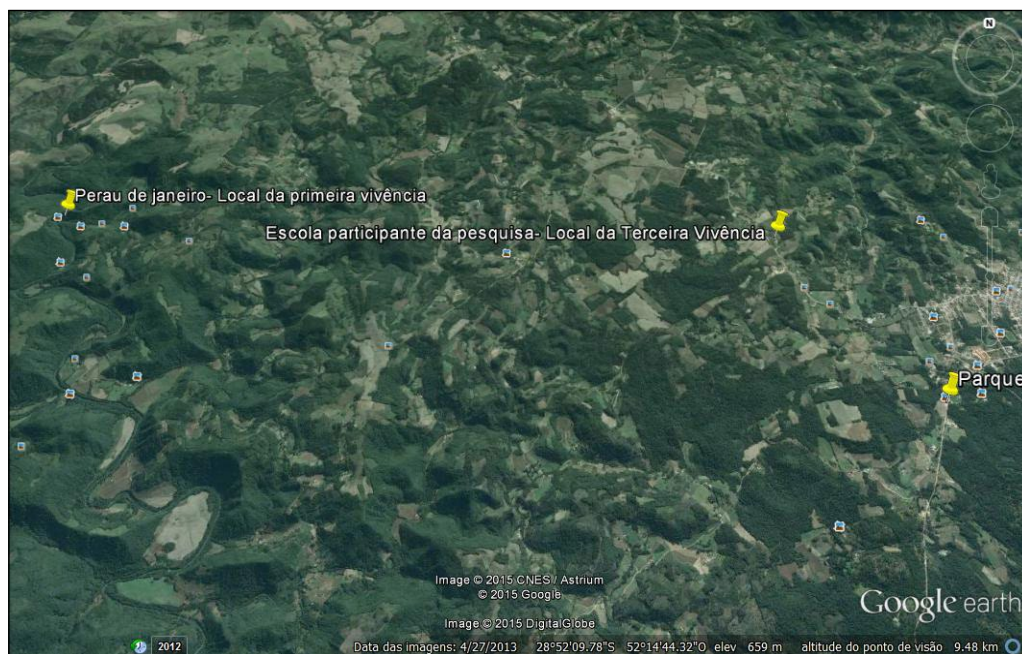 N
Perau de janeiro- Local da primeira vivência
Escola participante da pesquisa- Local da Terceira Vivência
Parque
Image © 2015 CNES / Astrium
© 2015 Google
Image © 2015 DigitalGlobe
Google earth
2012
Data das imagens: 4/27/2013 28°52'09.78"S 52°14'44.32"O elev 659 m altitude do ponto de visão 9.48 km